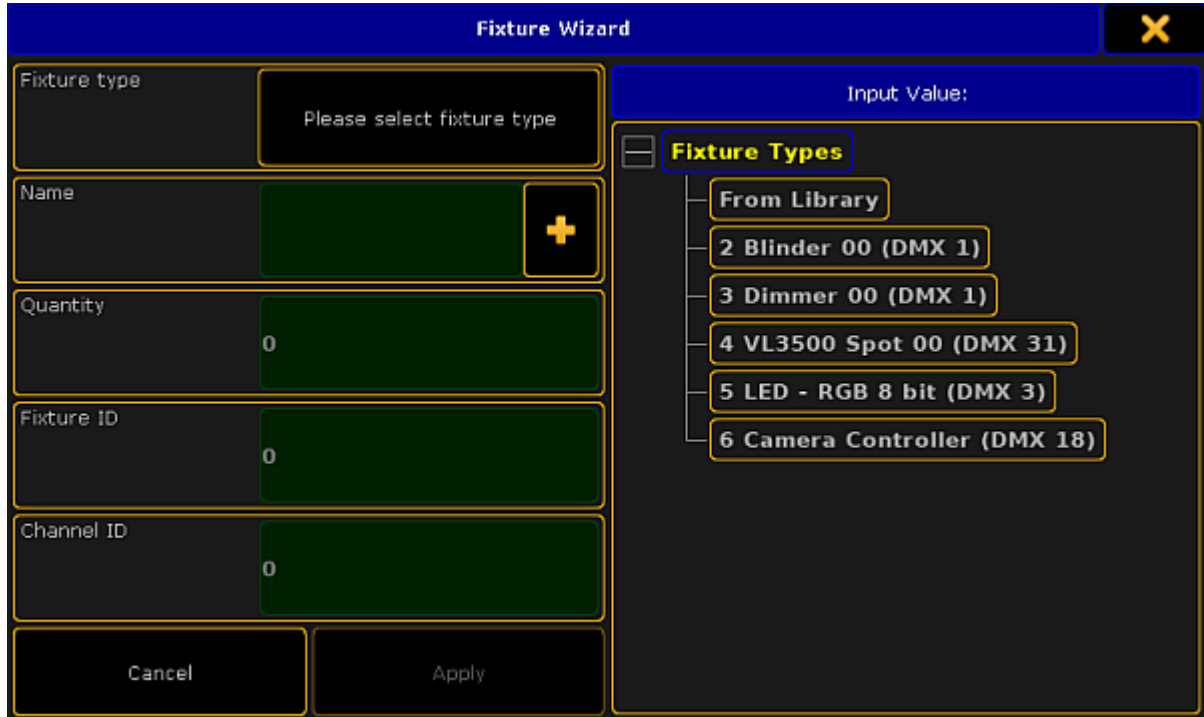 Fixture Wizard
Fixture type
Please select fixture type
Name
Quantity
0
Fixture ID
0
Channel ID
0
Cancel
Apply
Input Value:
Fixture Types
From Library
2 Blinder 00 (DMX 1)
3 Dimmer 00 (DMX 1)
4 VL3500 Spot 00 (DMX 31)
5 LED - RGB 8 bit (DMX 3)
6 Camera Controller (DMX 18)